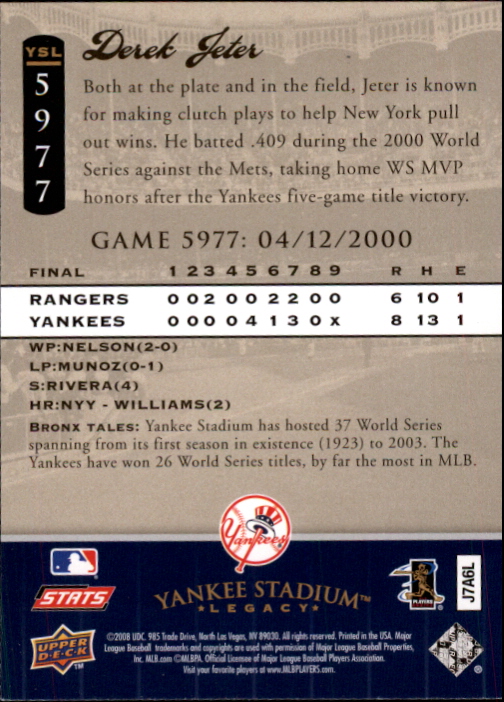 YSL
5977
Derek Jeter
Both at the plate and in the field, Jeter is known
for making clutch plays to help New York pull
out wins. He batted .409 during the 2000 World
Series against the Mets, taking home WS MVP
honors after the Yankees five-game title victory.
GAME 5977: 04/12/2000
FINAL 1 2 3 4 5 6 7 8 9 R H E
RANGERS 0 0 2 0 0 2 2 0 0 6 10 1
YANKEES 0 0 0 0 4 1 3 0 x 8 13 1
WP:NELSON(2-0)
LP:MUNOZ(0-1)
S:RIVERA(4)
HR:NYY - WILLIAMS(2)
BRONX TALES: Yankee Stadium has hosted 37 World Series
spanning from its first season in existence (1923) to 2003. The
Yankees have won 26 World Series titles, by far the most in MLB.
Yankees
STATS
YANKEE STADIUM™
LEGACY
PLAYERS
J7A6L
UPPER DECK™
©2008 UDC. 985 Trade Drive, North Las Vegas, NV 89030. All rights reserved. Printed in the USA. Major
League Baseball trademarks and copyrights are used with permission of Major League Baseball Properties,
Inc. MLB.com ©MLBPA. Official Licensee of Major League Baseball Players Association.
Visit your favorite players at www.MLBPLAYERS.com.